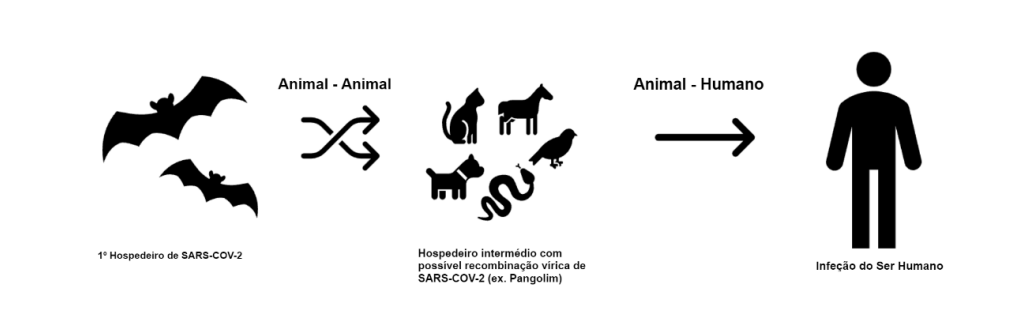 Animal - Animal
Animal - Humano
1º Hospedeiro de SARS-COV-2
Hospedeiro intermédio com
possível recombinação vírica de
SARS-COV-2 (ex. Pangolim)
Infeção do Ser Humano